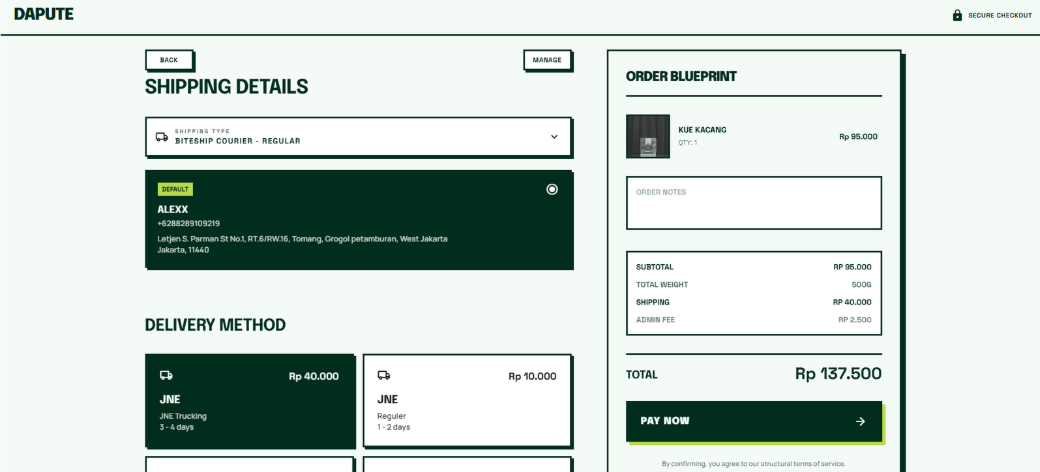 DAPUTE
SECURE CHECKOUT
BACK
MANAGE
SHIPPING DETAILS
SHIPPING TYPE
BITESHIP COURIER - REGULAR
DEFAULT
ALEXX
+6288289109219
Letjen S. Parman St No.1, RT.6/RW.16, Tomang, Grogol petamburan, West Jakarta
Jakarta, 11440
DELIVERY METHOD
Rp 40.000
JNE
JNE Trucking
3 - 4 days
Rp 10.000
JNE
Reguler
1 - 2 days
ORDER BLUEPRINT
KUE KACANG
QTY: 1
Rp 95.000
ORDER NOTES
SUBTOTAL RP 95.000
TOTAL WEIGHT 500G
SHIPPING RP 40.000
ADMIN FEE RP 2.500
TOTAL Rp 137.500
PAY NOW
By confirming, you agree to our structural terms of service.